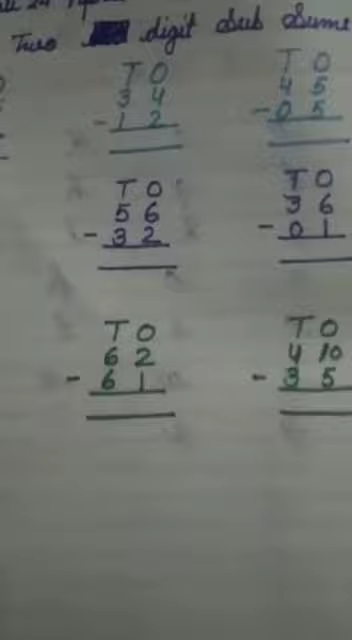 Two digit Sub Sums
T O T O
3 4 4 5
- 1 2 - 0 5
T O T O
5 6 3 6
- 3 2 - 0 1
T O T O
6 2 4 10
- 6 1 - 3 5